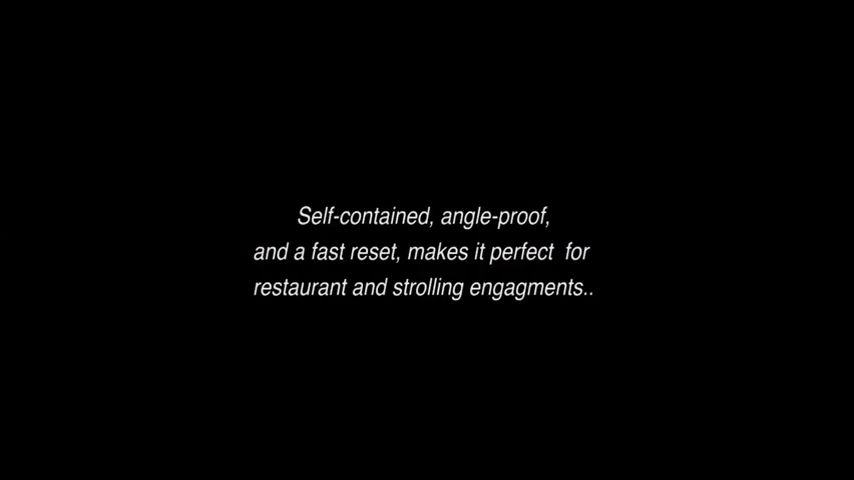 Self-contained, angle-proof,
and a fast reset, makes it perfect  for
restaurant and strolling engagments..